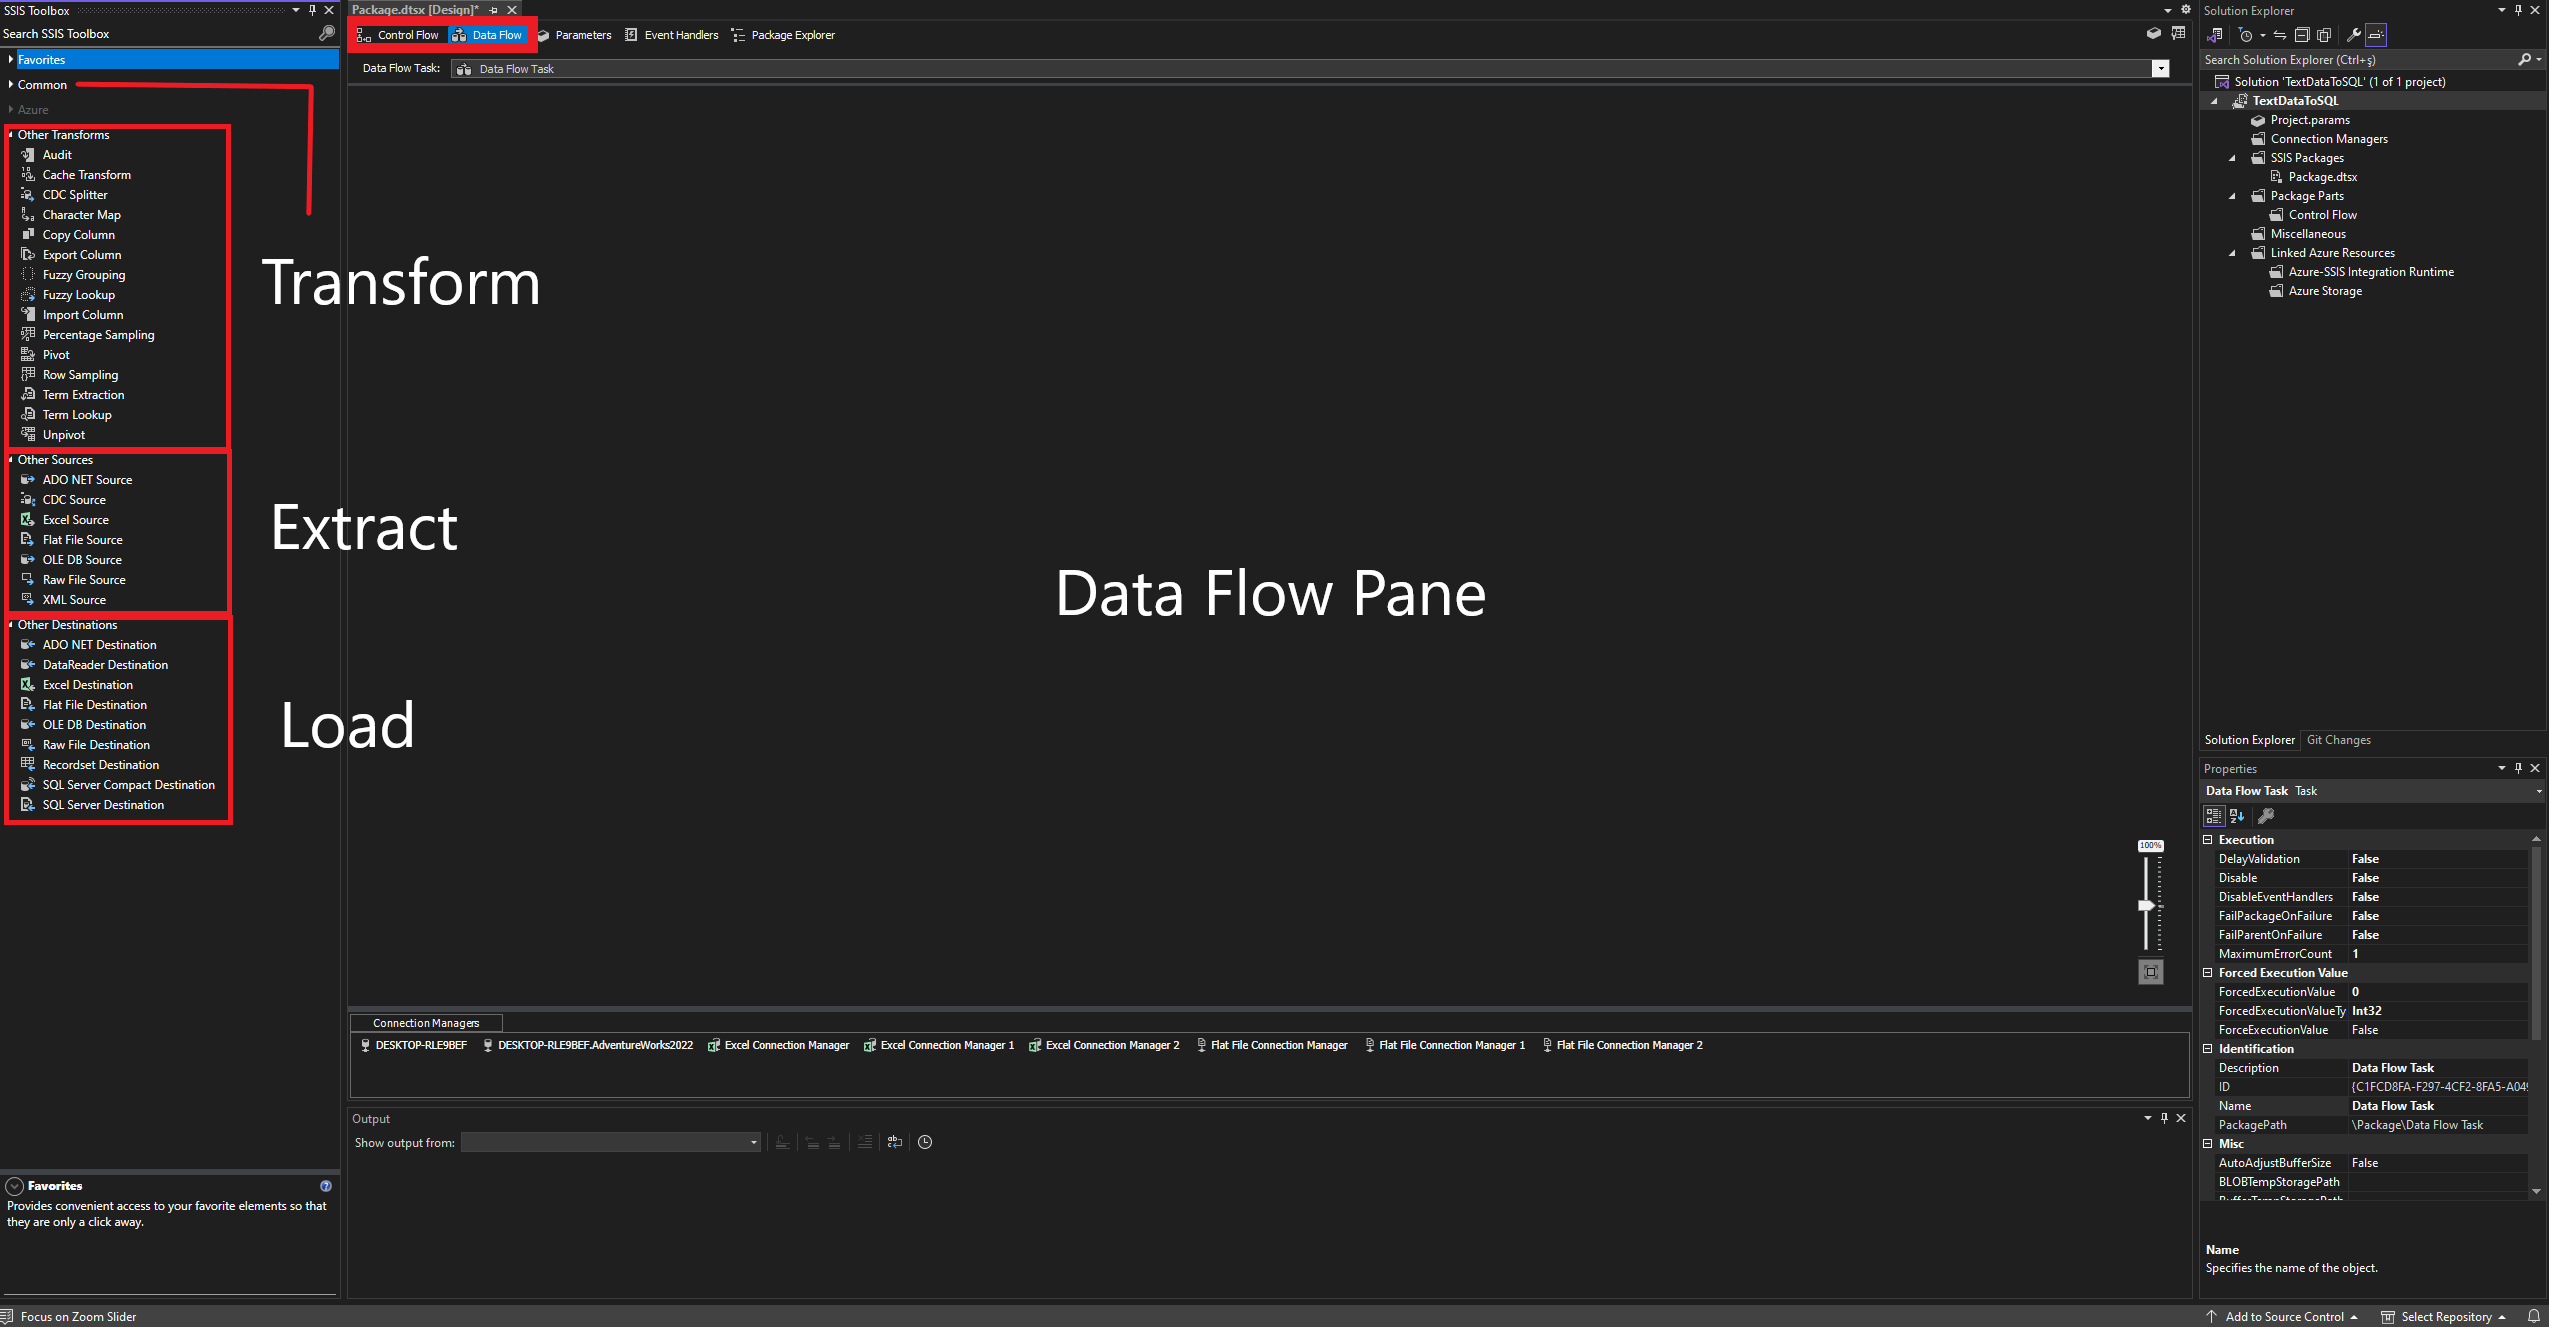 SSIS Toolbox
Search SSIS Toolbox
Favorites
Common
Azure
Other Transforms
Audit
Cache Transform
CDC Splitter
Character Map
Copy Column
Export Column
Fuzzy Grouping
Fuzzy Lookup
Import Column
Percentage Sampling
Pivot
Row Sampling
Term Extraction
Term Lookup
Unpivot
Other Sources
ADO NET Source
CDC Source
Excel Source
Flat File Source
OLE DB Source
Raw File Source
XML Source
Other Destinations
ADO NET Destination
DataReader Destination
Excel Destination
Flat File Destination
OLE DB Destination
Raw File Destination
Recordset Destination
SQL Server Compact Destination
SQL Server Destination
Favorites
Provides convenient access to your favorite elements so that
they are only a click away.
Transform
Extract
Load
Package.dtsx [Design]*
Control Flow Data Flow Parameters Event Handlers Package Explorer
Data Flow Task: Data Flow Task
Data Flow Pane
100%
Connection Managers
DESKTOP-RLE9BEF DESKTOP-RLE9BEF.AdventureWorks2022 Excel Connection Manager Excel Connection Manager 1 Excel Connection Manager 2 Flat File Connection Manager Flat File Connection Manager 1 Flat File Connection Manager 2
Output
Show output from:
Solution Explorer
Search Solution Explorer (Ctrl+ş)
Solution 'TextDataToSQL' (1 of 1 project)
TextDataToSQL
Project.params
Connection Managers
SSIS Packages
Package.dtsx
Package Parts
Control Flow
Miscellaneous
Linked Azure Resources
Azure-SSIS Integration Runtime
Azure Storage
Solution Explorer Git Changes
Properties
Data Flow Task Task
Execution
DelayValidation False
Disable False
DisableEventHandlers False
FailPackageOnFailure False
FailParentOnFailure False
MaximumErrorCount 1
Forced Execution Value
ForcedExecutionValue 0
ForcedExecutionValueTy Int32
ForceExecutionValue False
Identification
Description Data Flow Task
ID {C1FCD8FA-F297-4CF2-8FA5-A049
Name Data Flow Task
PackagePath \Package\Data Flow Task
Misc
AutoAdjustBufferSize False
BLOBTempStoragePath
BufferTempStoragePath
Name
Specifies the name of the object.
Focus on Zoom Slider
Add to Source Control Select Repository